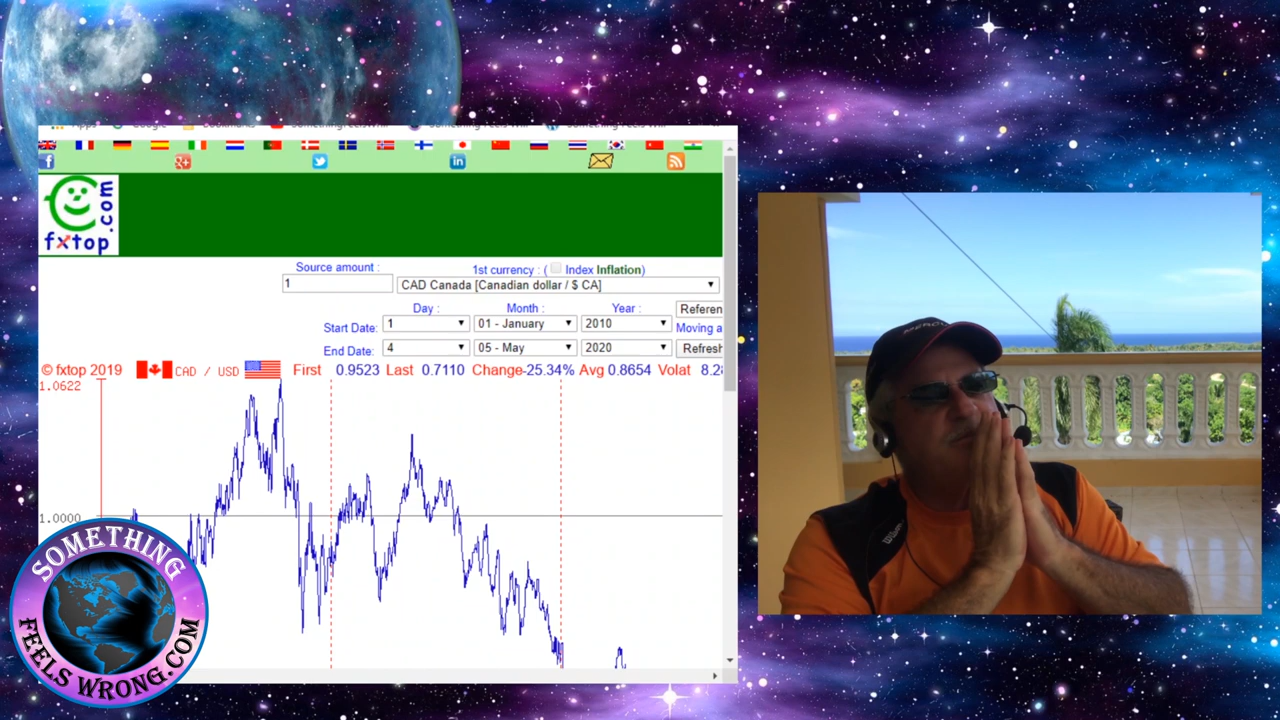 fxtop.com
Source amount :
1st currency : ( Index Inflation)
1
CAD Canada [Canadian dollar / $ CA]
Day :
Month :
Year :
Referen
Start Date:
1
01 - January
2010
Moving a
End Date:
4
05 - May
2020
Refresh
© fxtop 2019
CAD / USD
First 0.9523 Last 0.7110 Change-25.34% Avg 0.8654 Volat 8.28
1.0622
1.0000
SOMETHING
FEELS WRONG.COM
Wilson